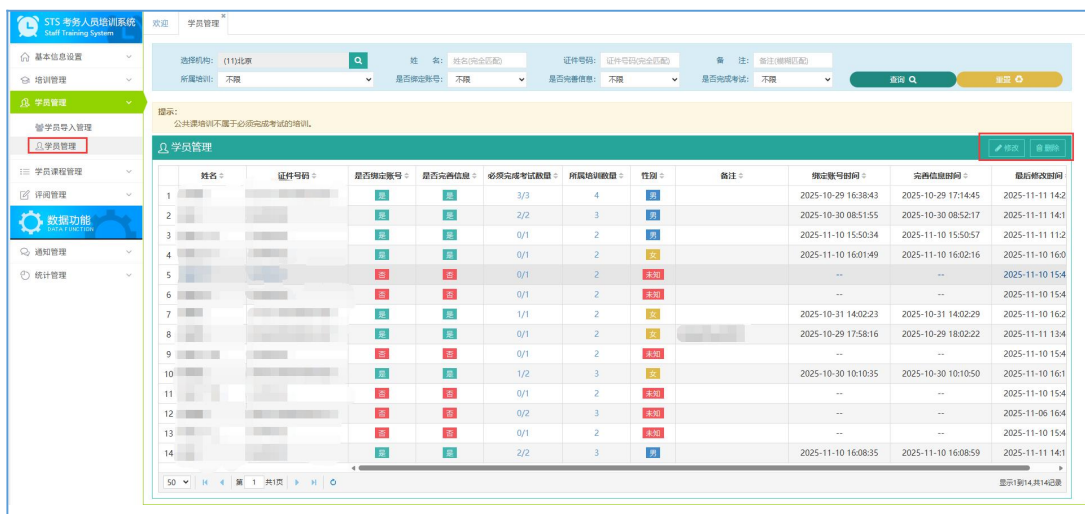 STS 考务人员培训系统
Staff Training System
欢迎 学员管理
基本信息设置
培训管理
学员管理
学员导入管理
学员管理
学员课程管理
评阅管理
数据功能
DATA FUNCTION
通知管理
统计管理
选择机构: (11)北京 姓 名: 姓名(完全匹配) 证件号码: 证件号码(完全匹配) 备 注: 备注(模糊匹配)
所属培训: 不限 是否绑定账号: 不限 是否完善信息: 不限 是否完成考试: 不限 查询 重置
提示:
公共课培训不属于必须完成考试的培训。
学员管理 修改 删除
姓名 证件号码 是否绑定账号 是否完善信息 必须完成考试数量 所属培训数量 性别 备注 绑定账号时间 完善信息时间 最后修改时间
1 是 是 3/3 4 男 2025-10-29 16:38:43 2025-10-29 17:14:45 2025-11-11 14:2
2 是 是 2/2 3 男 2025-10-30 08:51:55 2025-10-30 08:52:17 2025-11-11 14:1
3 是 是 0/1 2 男 2025-11-10 15:50:34 2025-11-10 15:50:57 2025-11-11 11:2
4 是 是 0/1 2 女 2025-11-10 16:01:49 2025-11-10 16:02:16 2025-11-10 16:0
5 否 否 0/1 2 未知 -- -- 2025-11-10 15:4
6 否 否 0/1 2 未知 -- -- 2025-11-10 15:4
7 是 是 1/1 2 女 2025-10-31 14:02:23 2025-10-31 14:02:29 2025-11-10 16:2
8 是 是 0/1 2 女 2025-10-29 17:58:16 2025-10-29 18:02:22 2025-11-11 13:4
9 否 否 0/1 2 未知 -- -- 2025-11-10 15:4
10 是 是 1/2 3 女 2025-10-30 10:10:35 2025-10-30 10:10:50 2025-11-10 16:1
11 否 否 0/1 2 未知 -- -- 2025-11-10 15:4
12 否 否 0/2 3 未知 -- -- 2025-11-06 16:4
13 否 否 0/1 2 未知 -- -- 2025-11-10 15:4
14 是 是 2/2 3 男 2025-11-10 16:08:35 2025-11-10 16:08:59 2025-11-11 14:1
50 第 1 共1页 显示1到14,共14记录